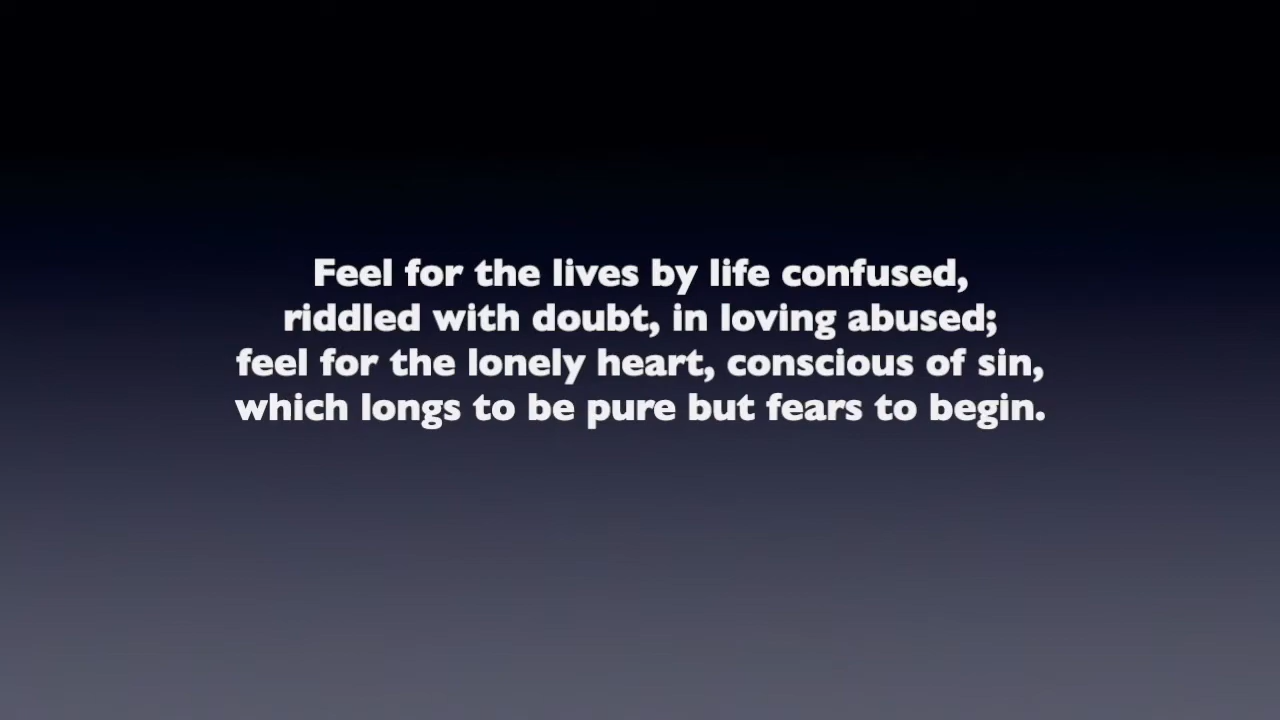 Feel for the lives by life confused,
riddled with doubt, in loving abused;
feel for the lonely heart, conscious of sin,
which longs to be pure but fears to begin.